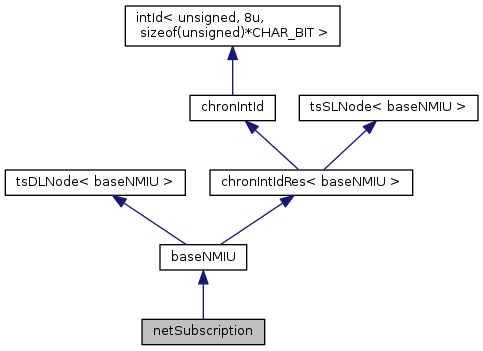 intId< unsigned, 8u,
sizeof(unsigned)*CHAR_BIT >
chronIntId
tsSLNode< baseNMIU >
tsDLNode< baseNMIU >
chronIntIdRes< baseNMIU >
baseNMIU
netSubscription